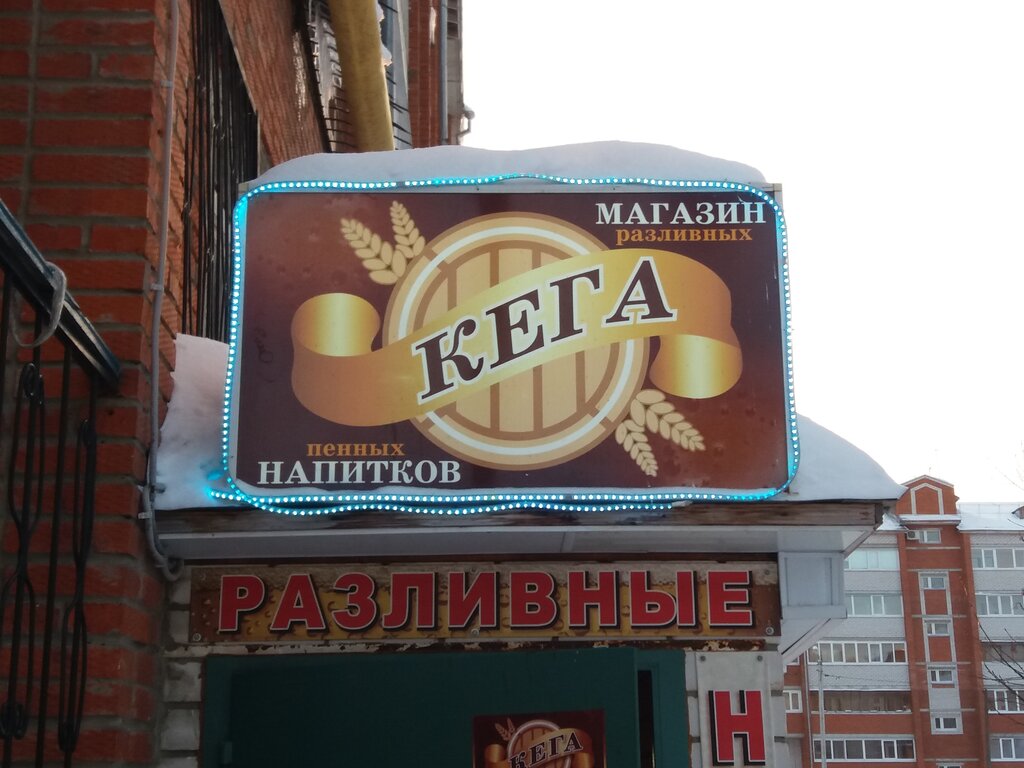 МАГАЗИН
разливных
КЕГА
пенных
НАПИТКОВ
РАЗЛИВНЫЕ
Н
КЕГА